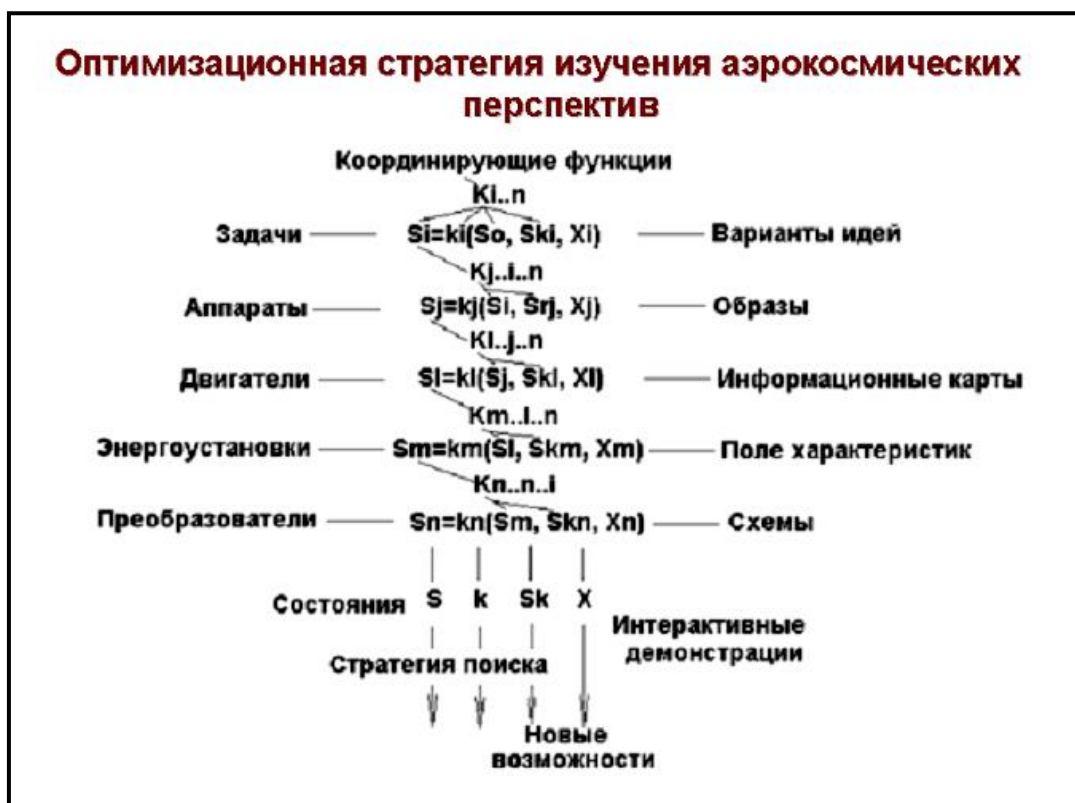 Оптимизационная стратегия изучения аэрокосмических
перспектив
Координирующие функции
Ki..n
Задачи Si=ki(So, Ski, Xi) Варианты идей
Kj..i..n
Аппараты Sj=kj(Si, Srj, Xj) Образы
Kl..j..n
Двигатели Sl=kl(Sj, Skl, Xl) Информационные карты
Km..l..n
Энергоустановки Sm=km(Sl, Skm, Xm) Поле характеристик
Kn..n..i
Преобразователи Sn=kn(Sm, Skn, Xn) Схемы
Состояния S k Sk X
Интерактивные
демонстрации
Стратегия поиска
Новые
возможности